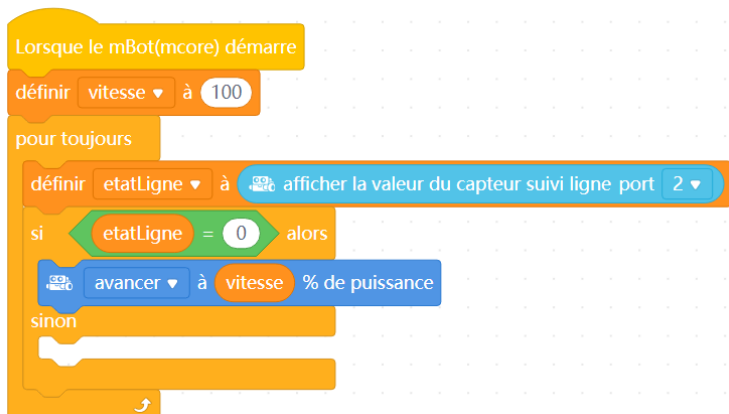 Lorsque le mBot(mcore) démarre
définir vitesse à 100
pour toujours
définir etatLigne à afficher la valeur du capteur suivi ligne port 2
si etatLigne = 0 alors
avancer à vitesse % de puissance
sinon